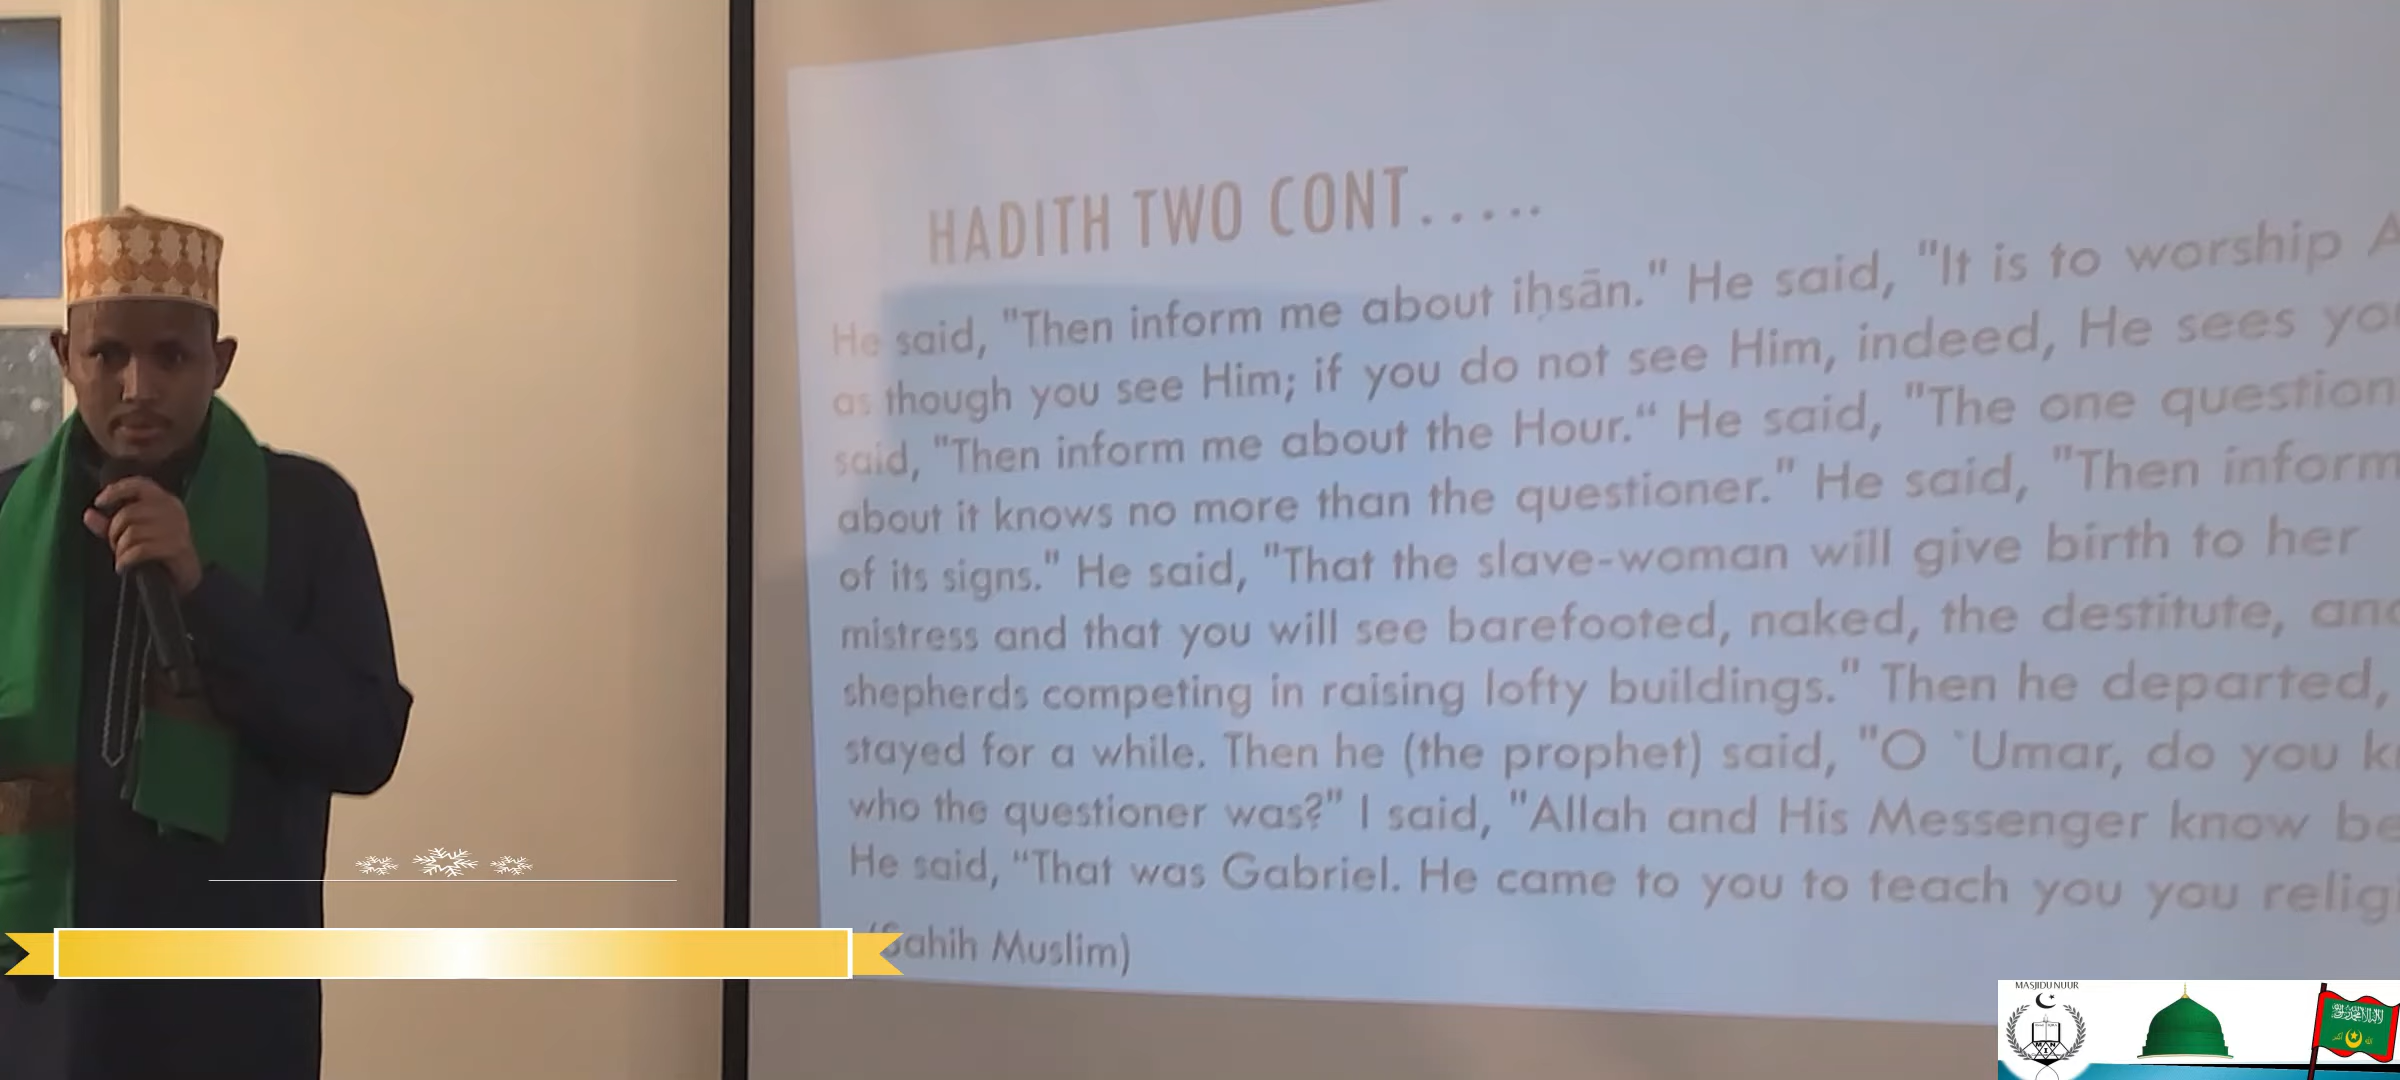 HADITH TWO CONT.....
He said, "Then inform me about iḥsān." He said, "It is to worship A
as though you see Him; if you do not see Him, indeed, He sees yo
said, "Then inform me about the Hour." He said, "The one question
about it knows no more than the questioner." He said, "Then inform
of its signs." He said, "That the slave-woman will give birth to her
mistress and that you will see barefooted, naked, the destitute, and
shepherds competing in raising lofty buildings." Then he departed,
stayed for a while. Then he (the prophet) said, "O `Umar, do you k
who the questioner was?" I said, "Allah and His Messenger know be
He said, "That was Gabriel. He came to you to teach you you relig
(Sahih Muslim)
MASJIDU NUUR